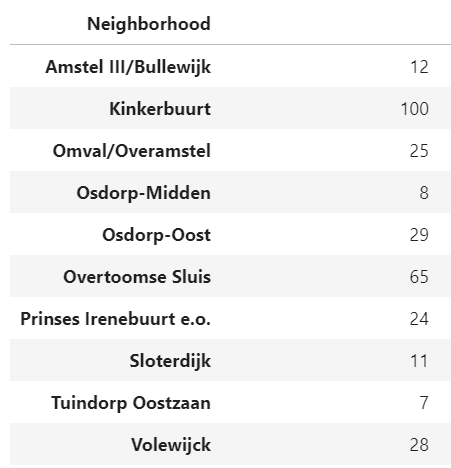 Neighborhood
Amstel III/Bullewijk 12
Kinkerbuurt 100
Omval/Overamstel 25
Osdorp-Midden 8
Osdorp-Oost 29
Overtoomse Sluis 65
Prinses Irenebuurt e.o. 24
Sloterdijk 11
Tuindorp Oostzaan 7
Volewijck 28